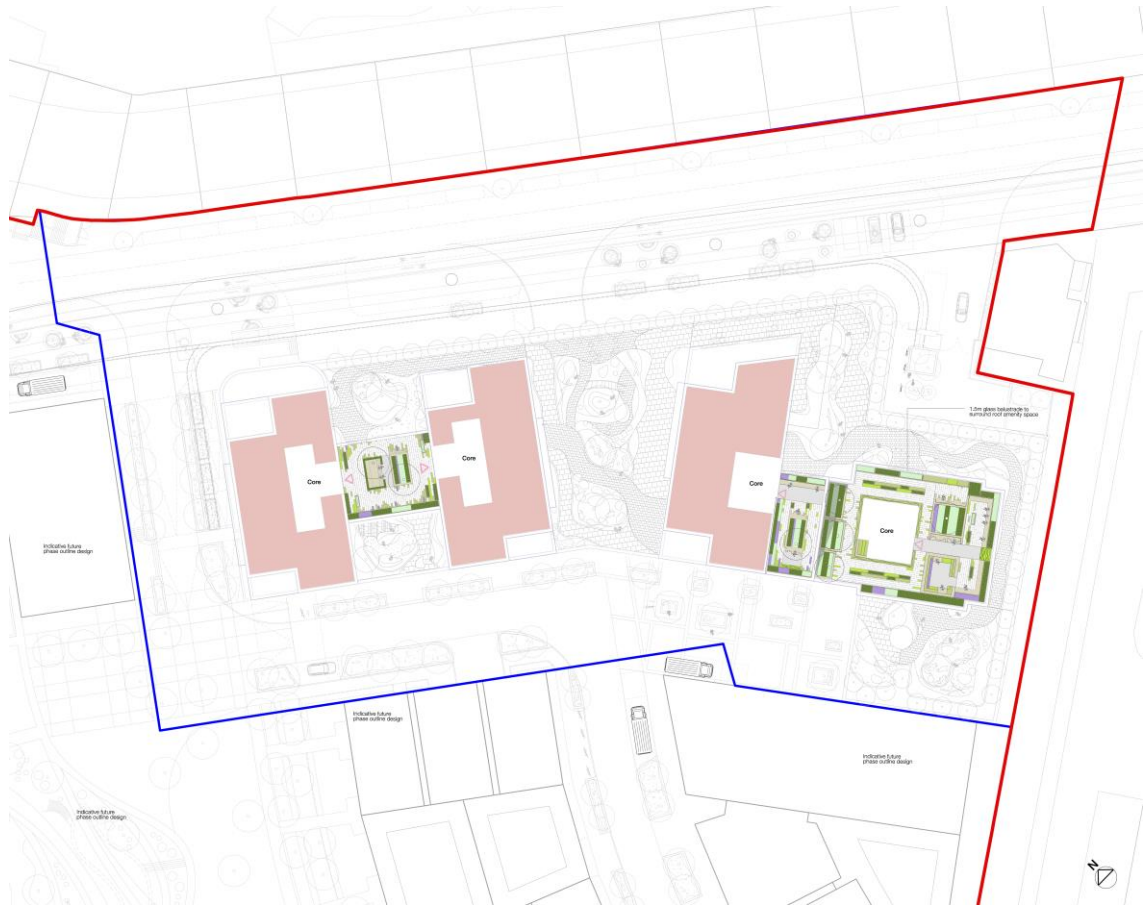 1.5m glass balustrade to
surround roof amenity space
Core
Core
Core
Core
Indicative future
phase outline design
Indicative future
phase outline design
Indicative future
phase outline design
Indicative future
phase outline design
N